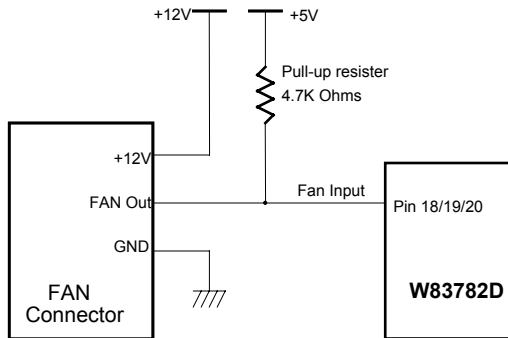 +12V
+5V
Pull-up resister
4.7K Ohms
+12V
FAN Out
Fan Input
Pin 18/19/20
GND
FAN
Connector
W83782D